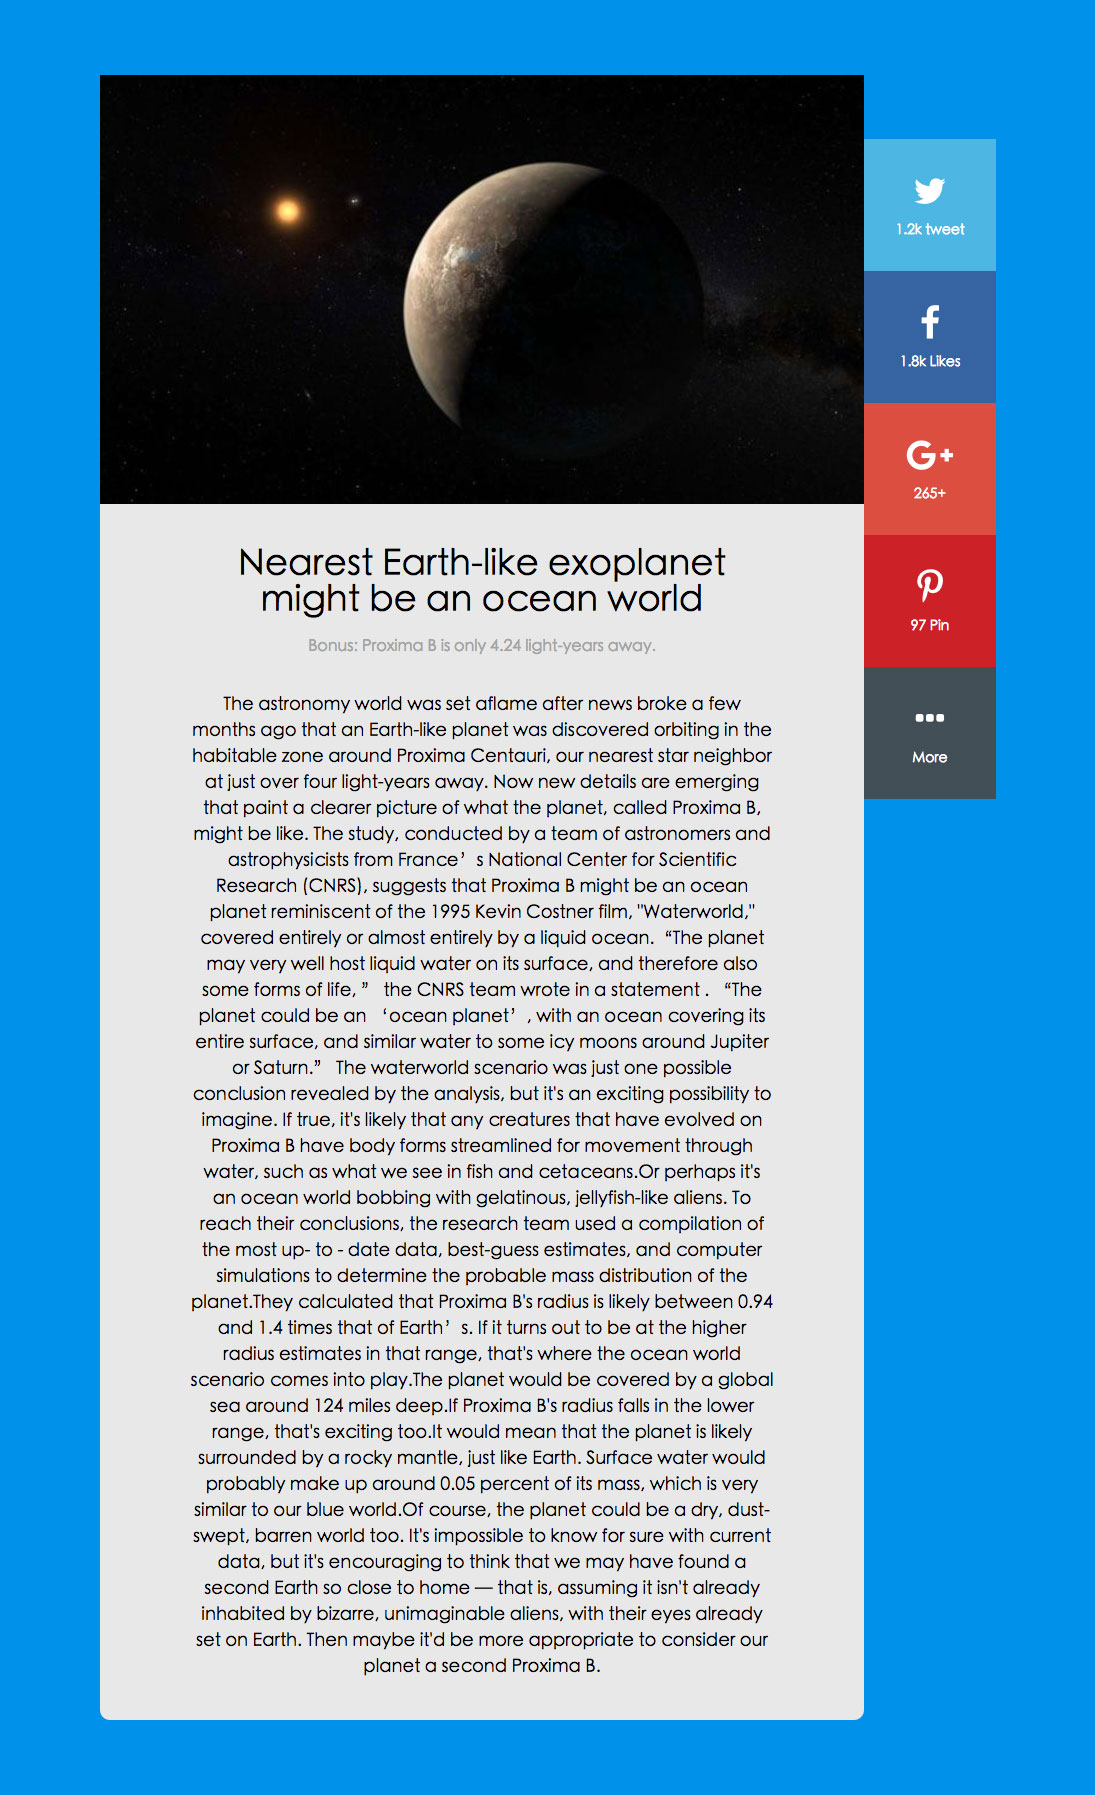 1.2k tweet
1.8k Likes
G+
265+
97 Pin
More
Nearest Earth-like exoplanet
might be an ocean world
Bonus: Proxima B is only 4.24 light-years away.
The astronomy world was set aflame after news broke a few
months ago that an Earth-like planet was discovered orbiting in the
habitable zone around Proxima Centauri, our nearest star neighbor
at just over four light-years away. Now new details are emerging
that paint a clearer picture of what the planet, called Proxima B,
might be like. The study, conducted by a team of astronomers and
astrophysicists from France’ s National Center for Scientific
Research (CNRS), suggests that Proxima B might be an ocean
planet reminiscent of the 1995 Kevin Costner film, "Waterworld,"
covered entirely or almost entirely by a liquid ocean. “The planet
may very well host liquid water on its surface, and therefore also
some forms of life, ” the CNRS team wrote in a statement . “The
planet could be an ‘ocean planet’ , with an ocean covering its
entire surface, and similar water to some icy moons around Jupiter
or Saturn.” The waterworld scenario was just one possible
conclusion revealed by the analysis, but it's an exciting possibility to
imagine. If true, it's likely that any creatures that have evolved on
Proxima B have body forms streamlined for movement through
water, such as what we see in fish and cetaceans.Or perhaps it's
an ocean world bobbing with gelatinous, jellyfish-like aliens. To
reach their conclusions, the research team used a compilation of
the most up- to - date data, best-guess estimates, and computer
simulations to determine the probable mass distribution of the
planet.They calculated that Proxima B's radius is likely between 0.94
and 1.4 times that of Earth’ s. If it turns out to be at the higher
radius estimates in that range, that's where the ocean world
scenario comes into play.The planet would be covered by a global
sea around 124 miles deep.If Proxima B's radius falls in the lower
range, that's exciting too.It would mean that the planet is likely
surrounded by a rocky mantle, just like Earth. Surface water would
probably make up around 0.05 percent of its mass, which is very
similar to our blue world.Of course, the planet could be a dry, dust-
swept, barren world too. It's impossible to know for sure with current
data, but it's encouraging to think that we may have found a
second Earth so close to home — that is, assuming it isn't already
inhabited by bizarre, unimaginable aliens, with their eyes already
set on Earth. Then maybe it'd be more appropriate to consider our
planet a second Proxima B.